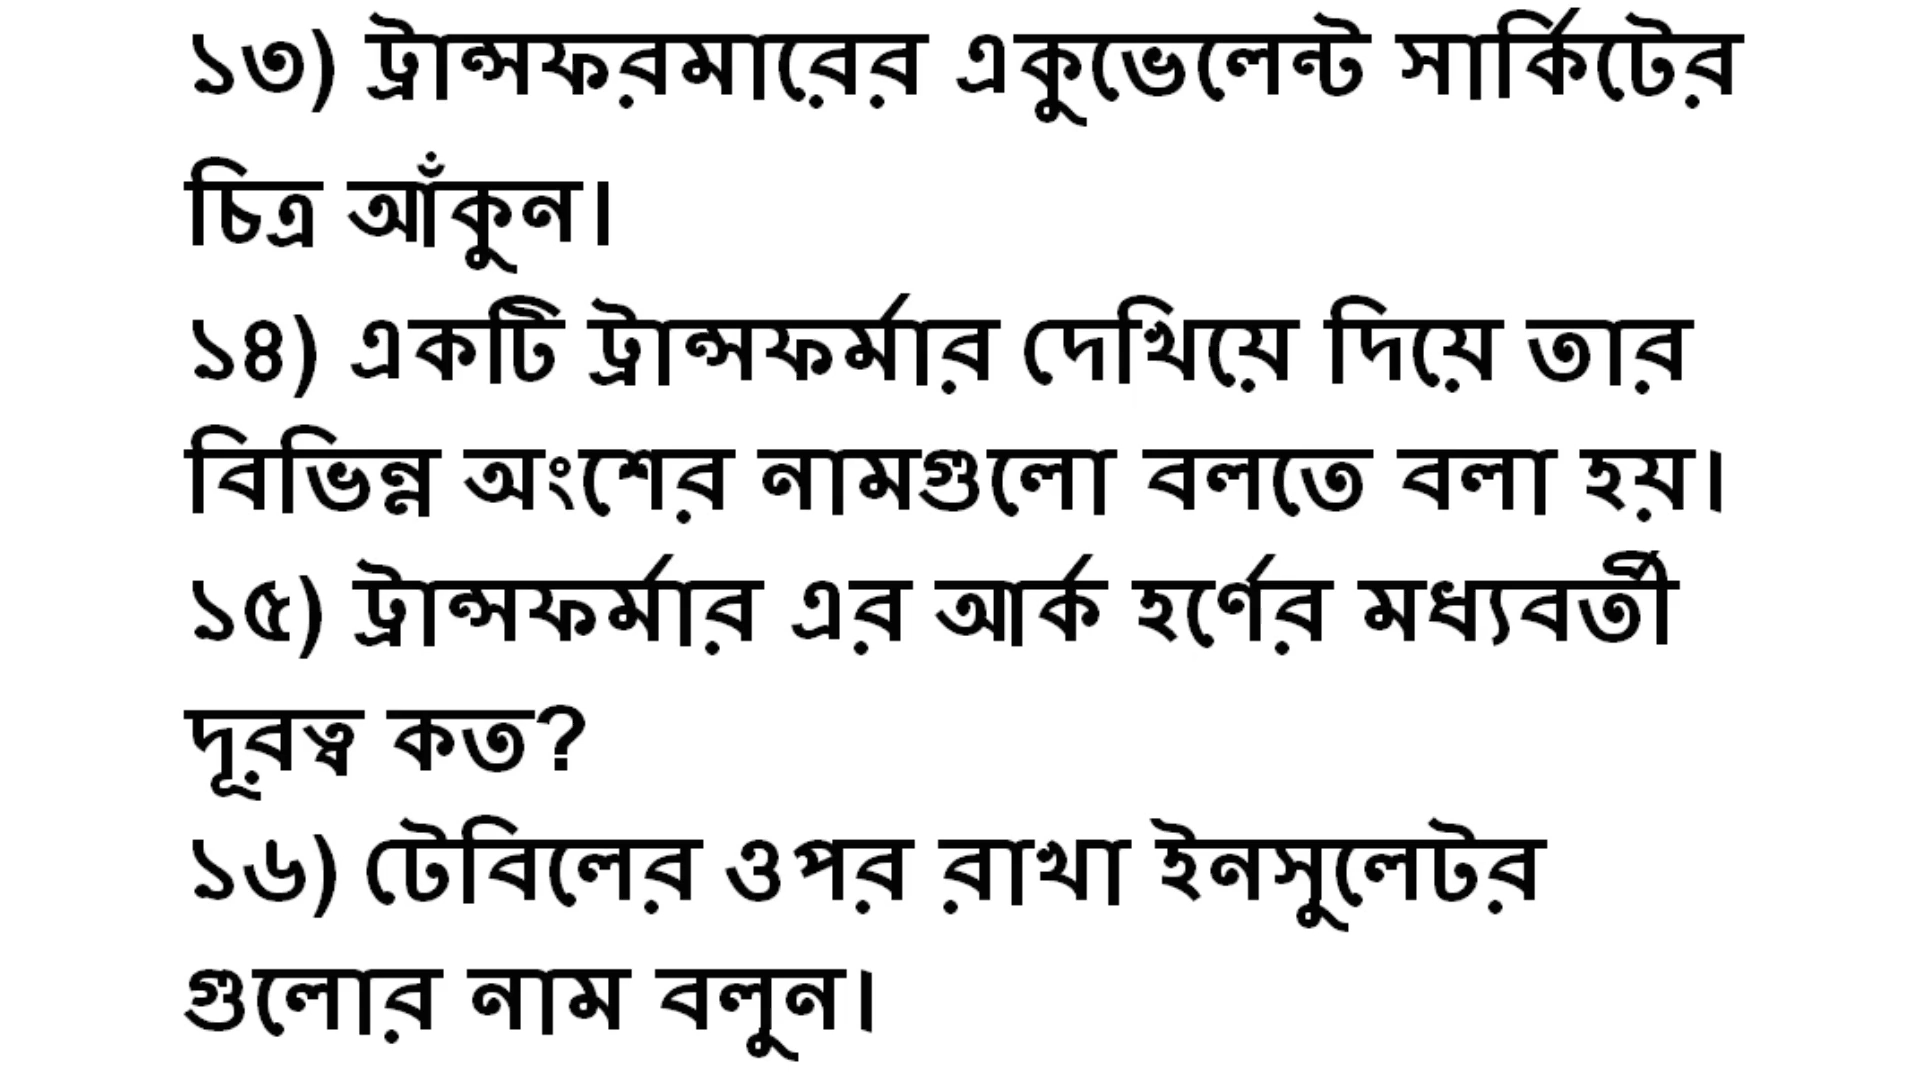 ১৩) ট্রান্সফরমারের একুভেলেন্ট সার্কিটের
চিত্র আঁকুন।
১৪) একটি ট্রান্সফর্মার দেখিয়ে দিয়ে তার
বিভিন্ন অংশের নামগুলো বলতে বলা হয়।
১৫) ট্রান্সফর্মার এর আর্ক হর্ণের মধ্যবর্তী
দূরত্ব কত?
১৬) টেবিলের ওপর রাখা ইনসুলেটর
গুলোর নাম বলুন।